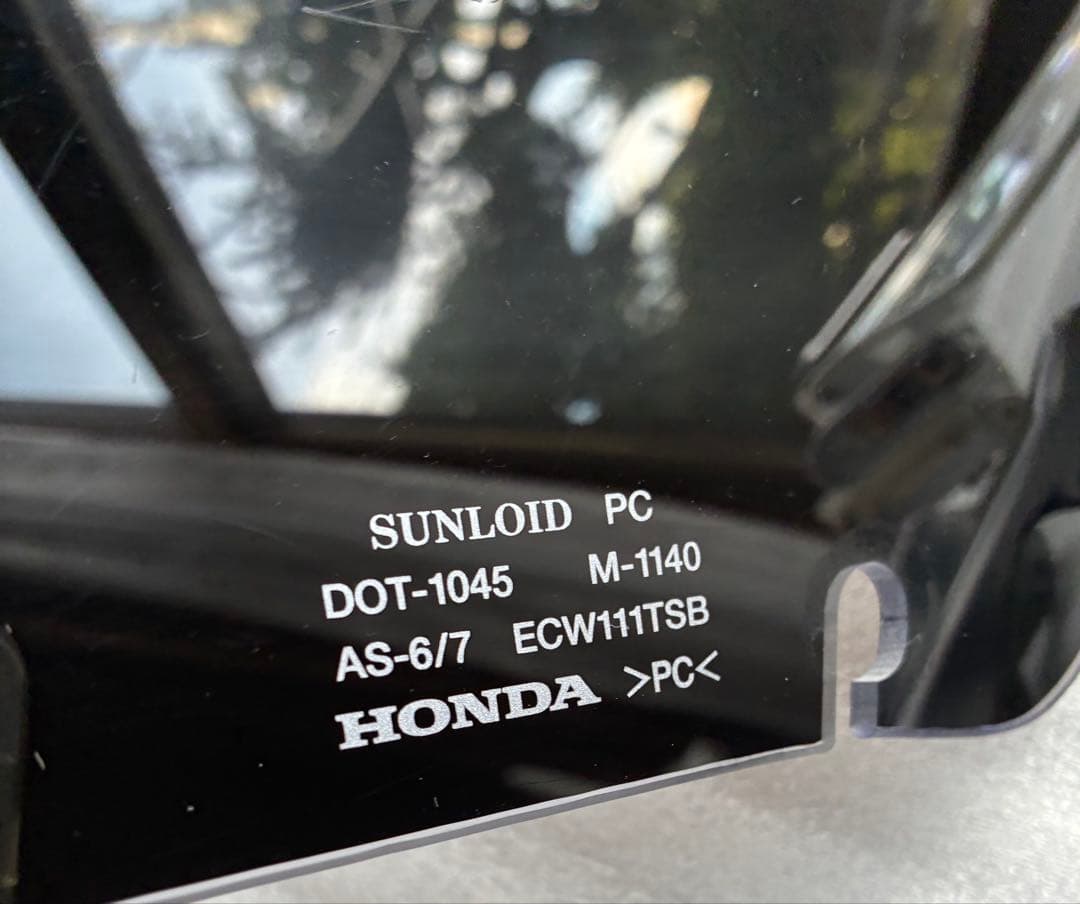 SUNLOID PC
DOT-1045 M-1140
AS-6/7 ECW111TSB
HONDA >PC<